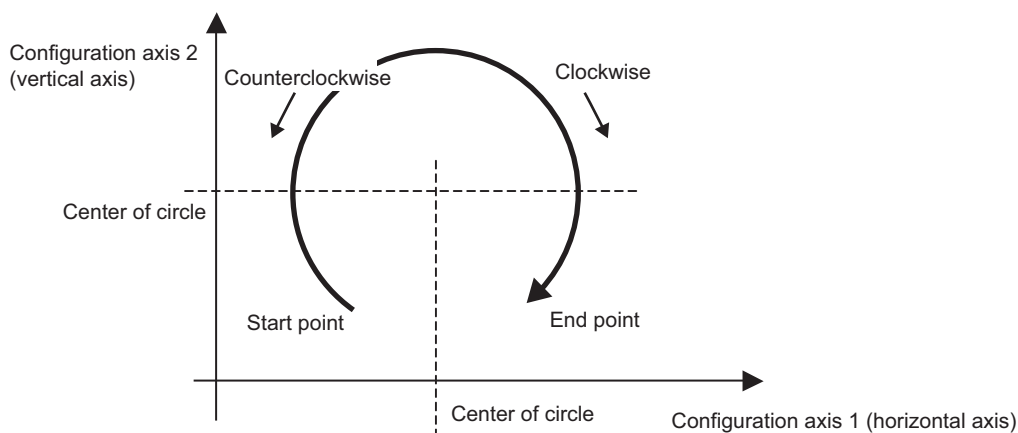 Configuration axis 2
(vertical axis)
Counterclockwise
Clockwise
Center of circle
Start point
End point
Center of circle
Configuration axis 1 (horizontal axis)